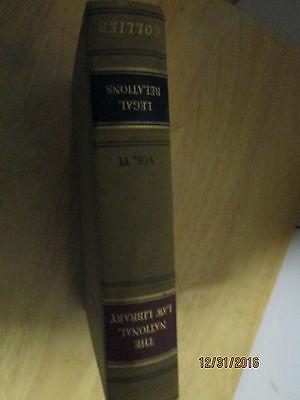 THE
NATIONAL
LAW LIBRARY
VOL. VI
LEGAL
RELATIONS
COLLIER
12/31/2016